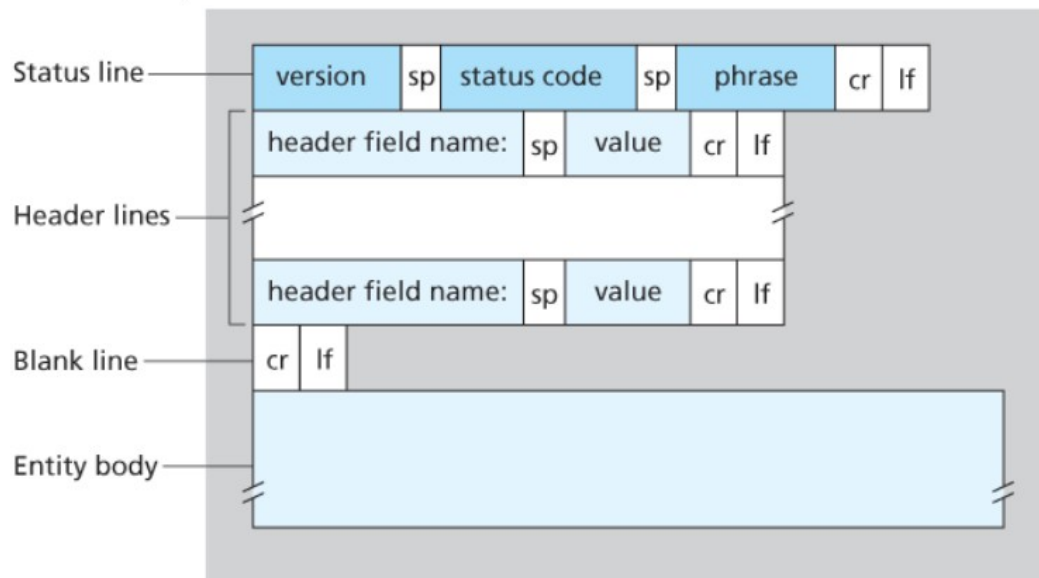 Status line version sp status code sp phrase cr lf
header field name: sp value cr lf
Header lines
header field name: sp value cr lf
Blank line cr lf
Entity body